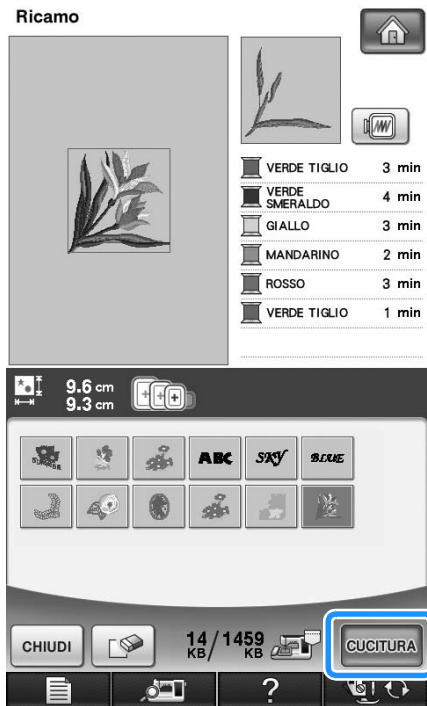 Ricamo
VERDE TIGLIO 3 min
VERDE
SMERALDO 4 min
GIALLO 3 min
MANDARINO 2 min
ROSSO 3 min
VERDE TIGLIO 1 min
9.6 cm
9.3 cm
ABC SKY BLUE
CHIUDI
14/1459
KB/KB
CUCITURA
?